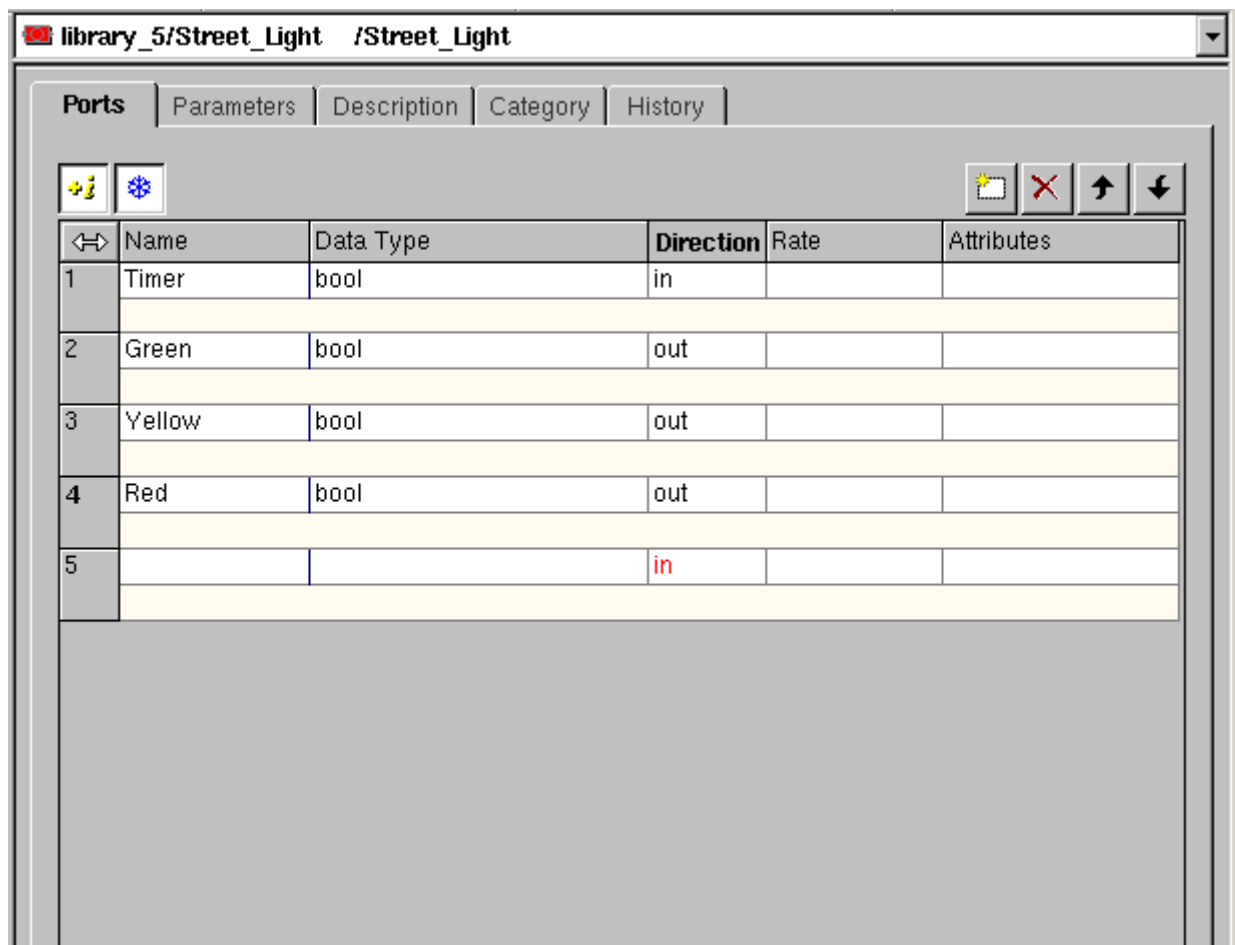 library_5/Street_Light /Street_Light
Ports Parameters Description Category History
Name Data Type Direction Rate Attributes
1 Timer bool in
2 Green bool out
3 Yellow bool out
4 Red bool out
5 in